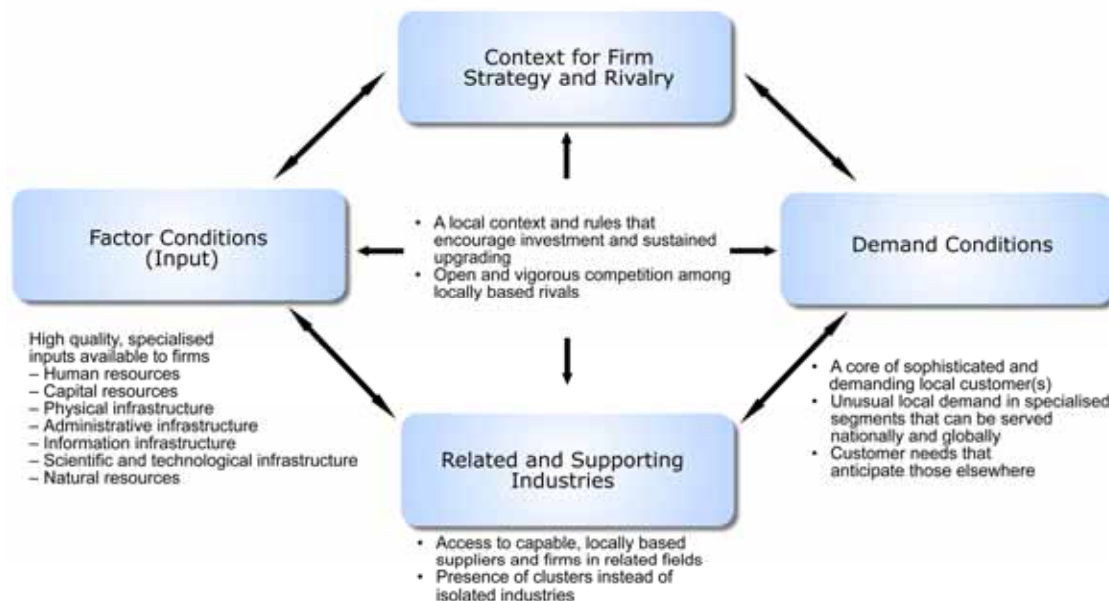 Context for Firm
Strategy and Rivalry
Factor Conditions
(Input)
• A local context and rules that
encourage investment and sustained
upgrading
• Open and vigorous competition among
locally based rivals
Demand Conditions
High quality, specialised
inputs available to firms
– Human resources
– Capital resources
– Physical infrastructure
– Administrative infrastructure
– Information infrastructure
– Scientific and technological infrastructure
– Natural resources
• A core of sophisticated and
demanding local customer(s)
• Unusual local demand in specialised
segments that can be served
nationally and globally
• Customer needs that
anticipate those elsewhere
Related and Supporting
Industries
• Access to capable, locally based
suppliers and firms in related fields
• Presence of clusters instead of
isolated industries